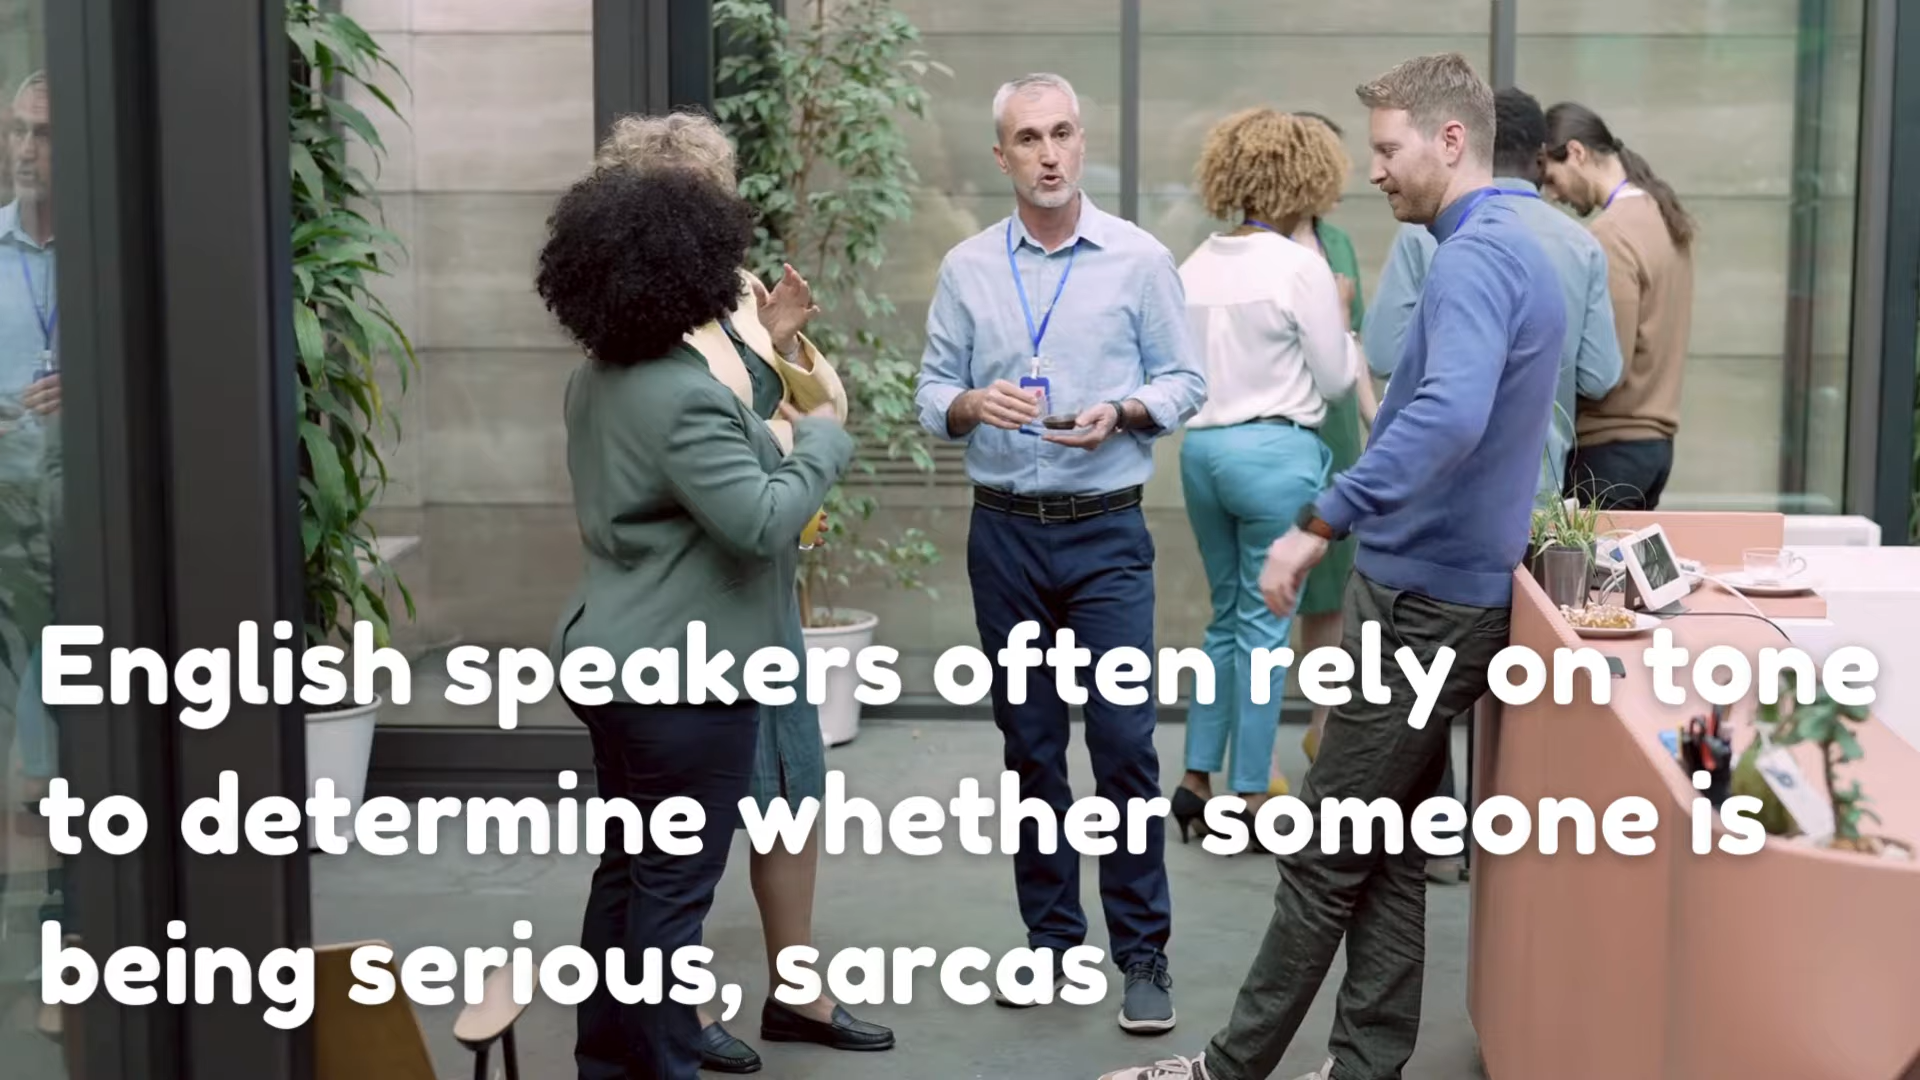 English speakers often rely on tone
to determine whether someone is
being serious, sarcas